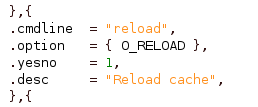 },{
.cmdline = "reload",
.option = { O_RELOAD },
.yesno = 1,
.desc = "Reload cache",
},{